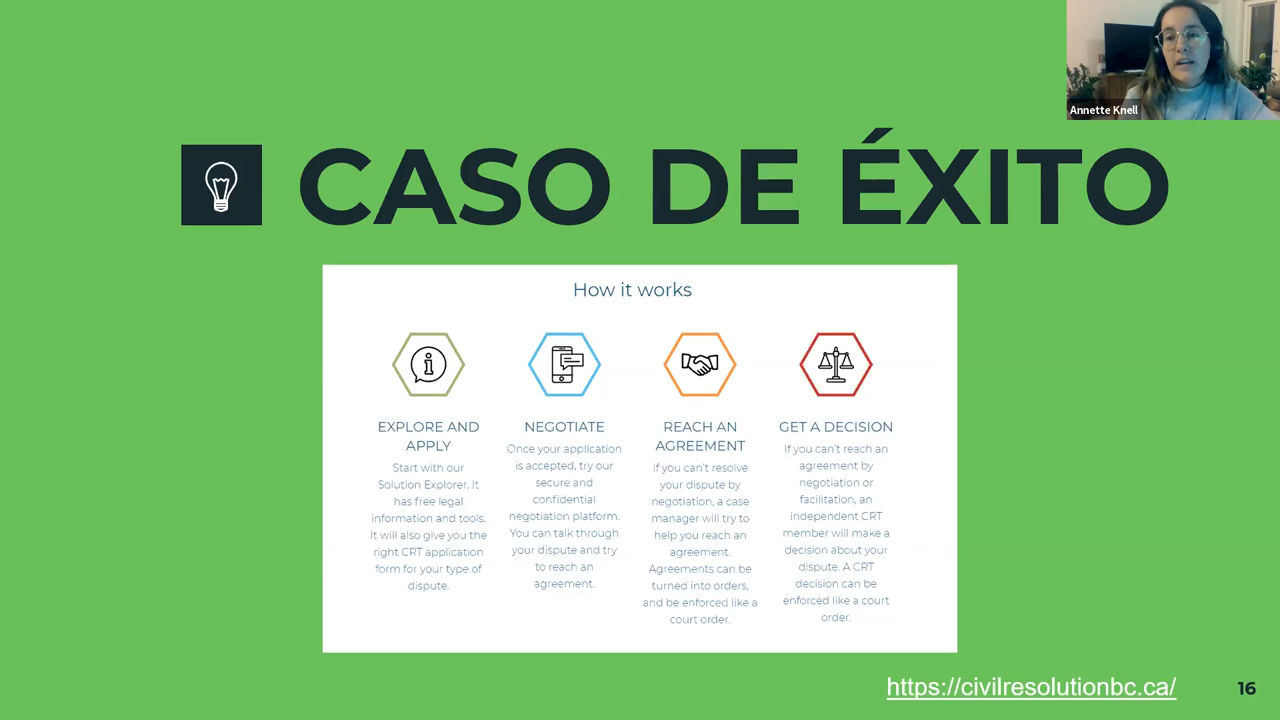 Annette Knell
CASO DE ÉXITO
How it works
EXPLORE AND
APPLY
Start with our
Solution Explorer. It
has free legal
information and tools.
It will also give you the
right CRT application
form for your type of
dispute.
NEGOTIATE
Once your application
is accepted, try our
secure and
confidential
negotiation platform.
You can talk through
your dispute and try
to reach an
agreement.
REACH AN
AGREEMENT
If you can't resolve
your dispute by
negotiation, a case
manager will try to
help you reach an
agreement.
Agreements can be
turned into orders,
and be enforced like a
court order.
GET A DECISION
If you can't reach an
agreement by
negotiation or
facilitation, an
independent CRT
member will make a
decision about your
dispute. A CRT
decision can be
enforced like a court
order.
https://civilresolutionbc.ca/
16